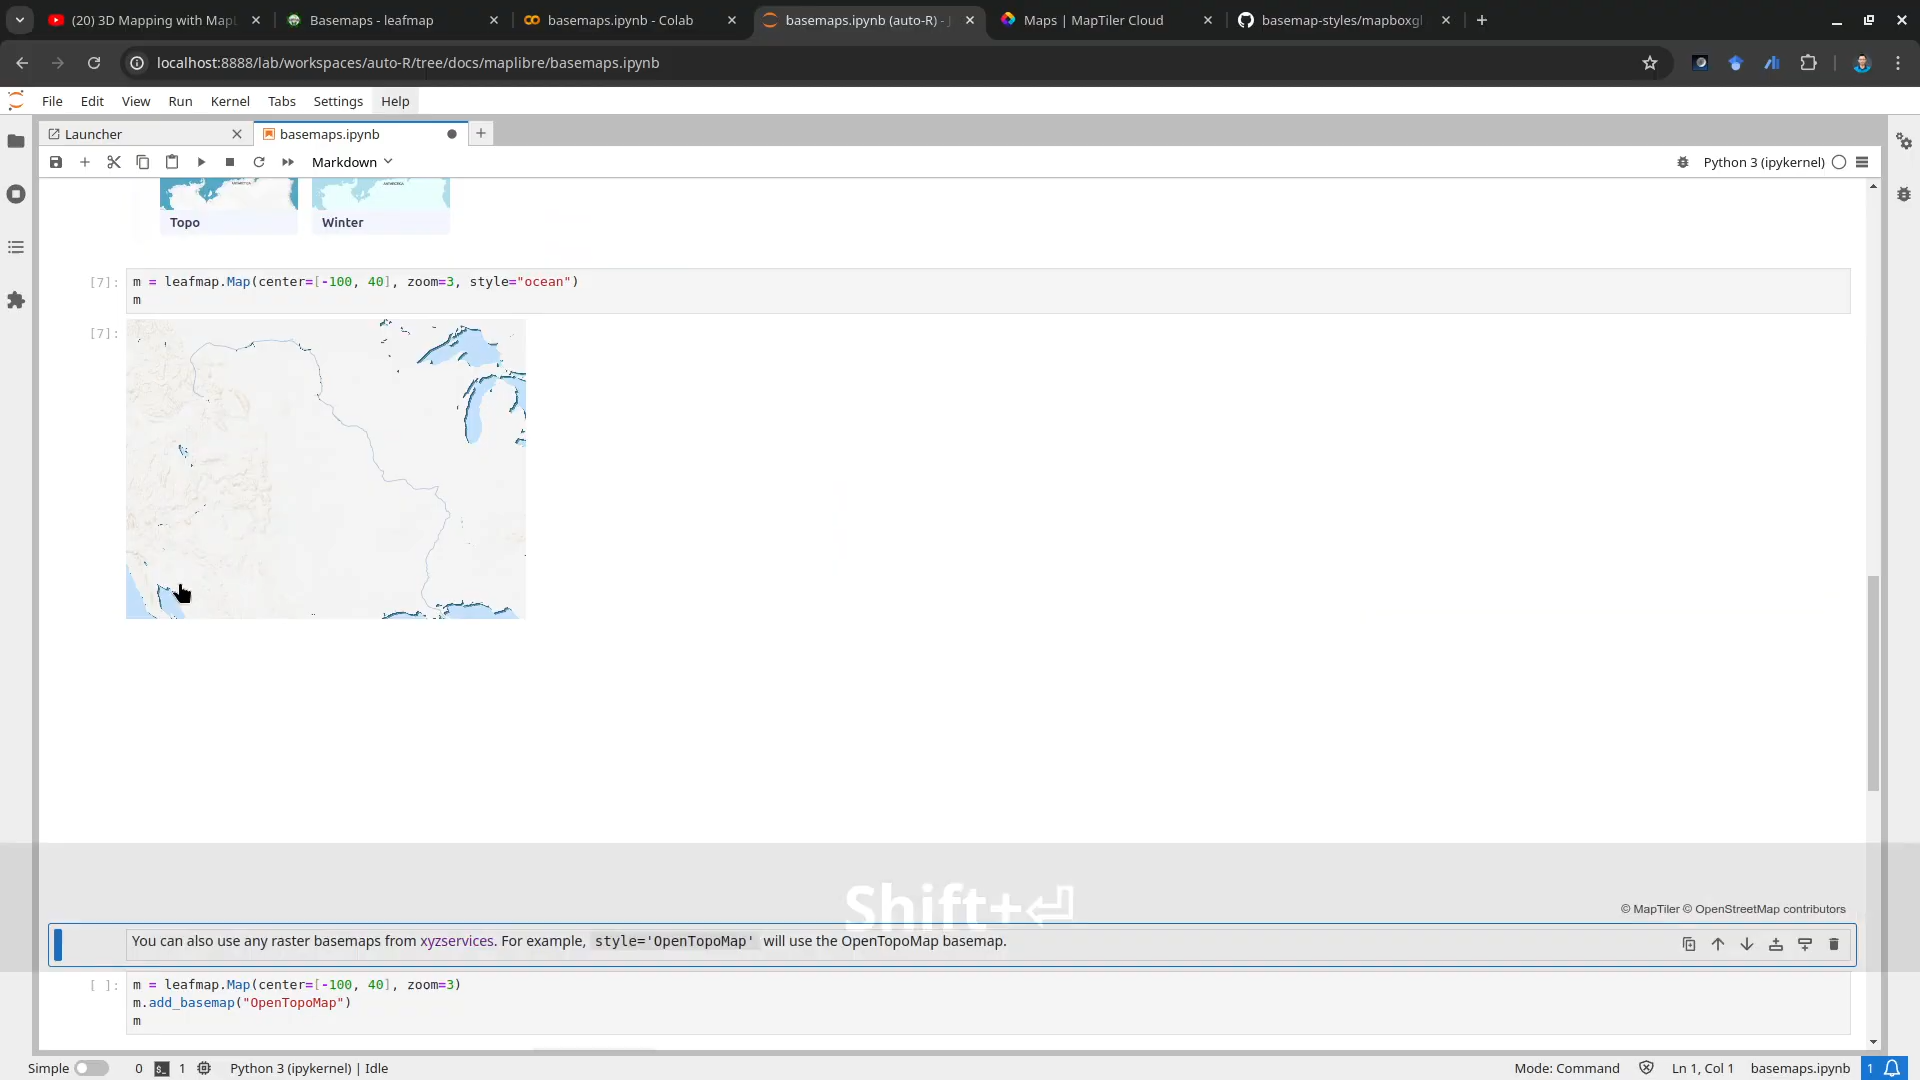 (20) 3D Mapping with MapL
Basemaps - leafmap
basemaps.ipynb - Colab
basemaps.ipynb (auto-R) - J
Maps | MapTiler Cloud
basemap-styles/mapboxgl
localhost:8888/lab/workspaces/auto-R/tree/docs/maplibre/basemaps.ipynb
File Edit View Run Kernel Tabs Settings Help
Launcher
basemaps.ipynb
Markdown
Python 3 (ipykernel)
Topo
Winter
[7]:
m = leafmap.Map(center=[-100, 40], zoom=3, style="ocean")
m
[7]:
Shift+⏎
© MapTiler © OpenStreetMap contributors
You can also use any raster basemaps from xyzservices. For example, style='OpenTopoMap' will use the OpenTopoMap basemap.
[ ]:
m = leafmap.Map(center=[-100, 40], zoom=3)
m.add_basemap("OpenTopoMap")
m
Simple
0
1
Python 3 (ipykernel) | Idle
Mode: Command
Ln 1, Col 1
basemaps.ipynb
1